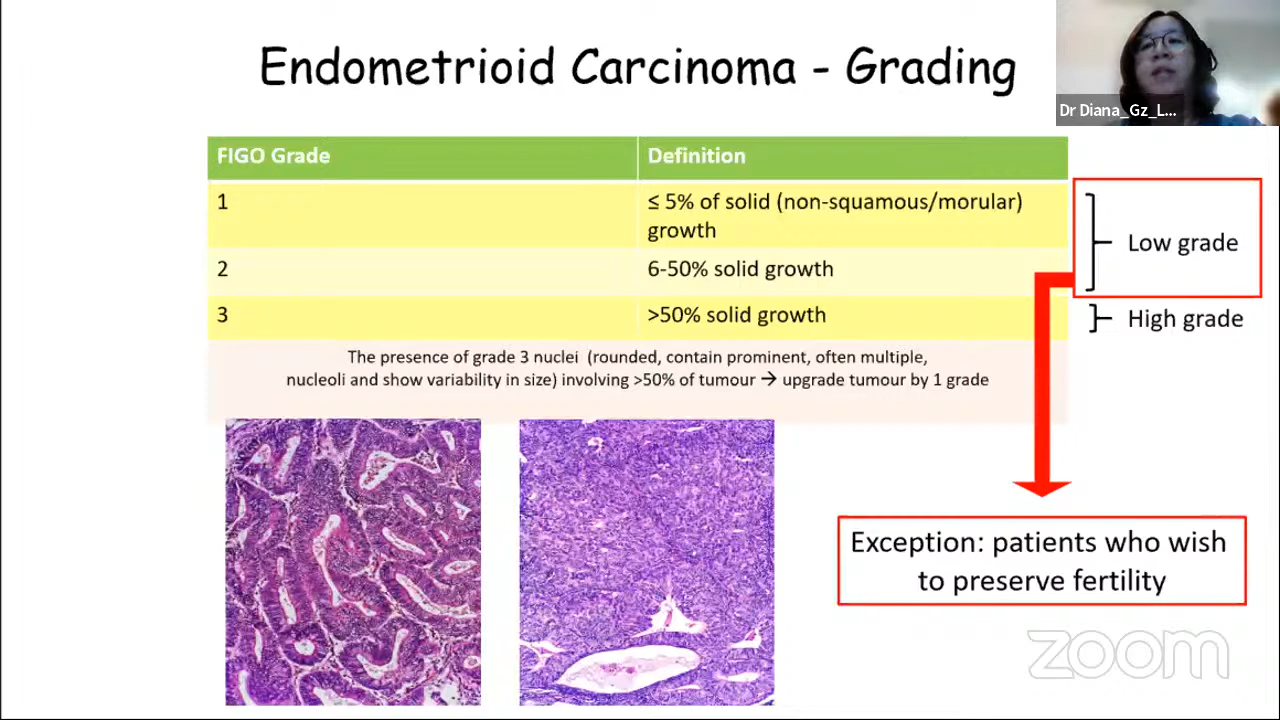 Endometrioid Carcinoma - Grading
Dr Diana_Gz_L...
FIGO Grade
Definition
1
≤ 5% of solid (non-squamous/morular)
growth
2
6-50% solid growth
3
>50% solid growth
Low grade
High grade
The presence of grade 3 nuclei (rounded, contain prominent, often multiple,
nucleoli and show variability in size) involving >50% of tumour → upgrade tumour by 1 grade
Exception: patients who wish
to preserve fertility
zoom